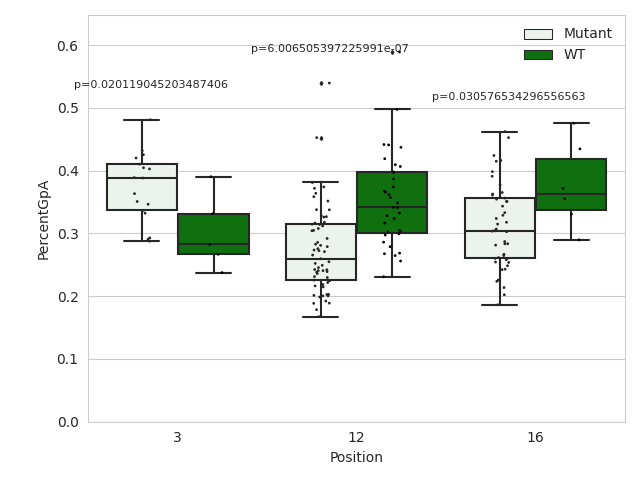 0.6
p=6.006505397225991e-07
Mutant
WT
p=0.020119045203487406
p=0.030576534296556563
0.5
0.4
PercentGpA
0.3
0.2
0.1
0.0
3
12
16
Position